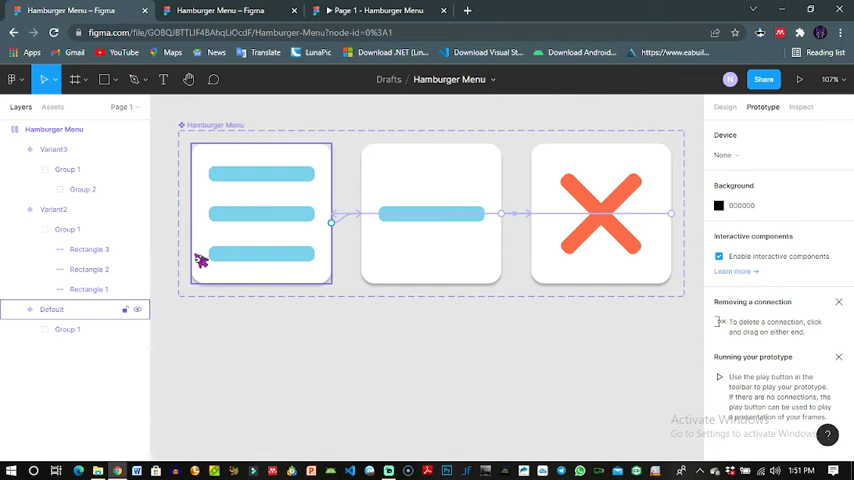 Hamburger Menu – Figma
Hamburger Menu – Figma
▶ Page 1 - Hamburger Menu
figma.com/file/GOBQJBTTLIF4BAhqLiOcdF/Hamburger-Menu?node-id=0%3A1
Apps Gmail YouTube Maps News Translate LunaPic Download .NET (Lin... Download Visual St... Download Android... https://www.eabuil... Reading list
Drafts Hamburger Menu N Share 107%
Layers Assets Page 1 Design Prototype Inspect
Hamburger Menu
Variant3
Group 1
Group 2
Variant2
Group 1
Rectangle 3
Rectangle 2
Rectangle 1
Default
Group 1
Hamburger Menu
Device
None
Background
000000
Interactive components
Enable interactive components
Learn more →
Removing a connection
To delete a connection, click
and drag on either end.
Running your prototype
Use the play button in the
toolbar to play your prototype.
If there are no connections, the
play button can be used to play
a presentation of your frames.
Activate Windows
Go to Settings to activate Windows.
?
1:51 PM